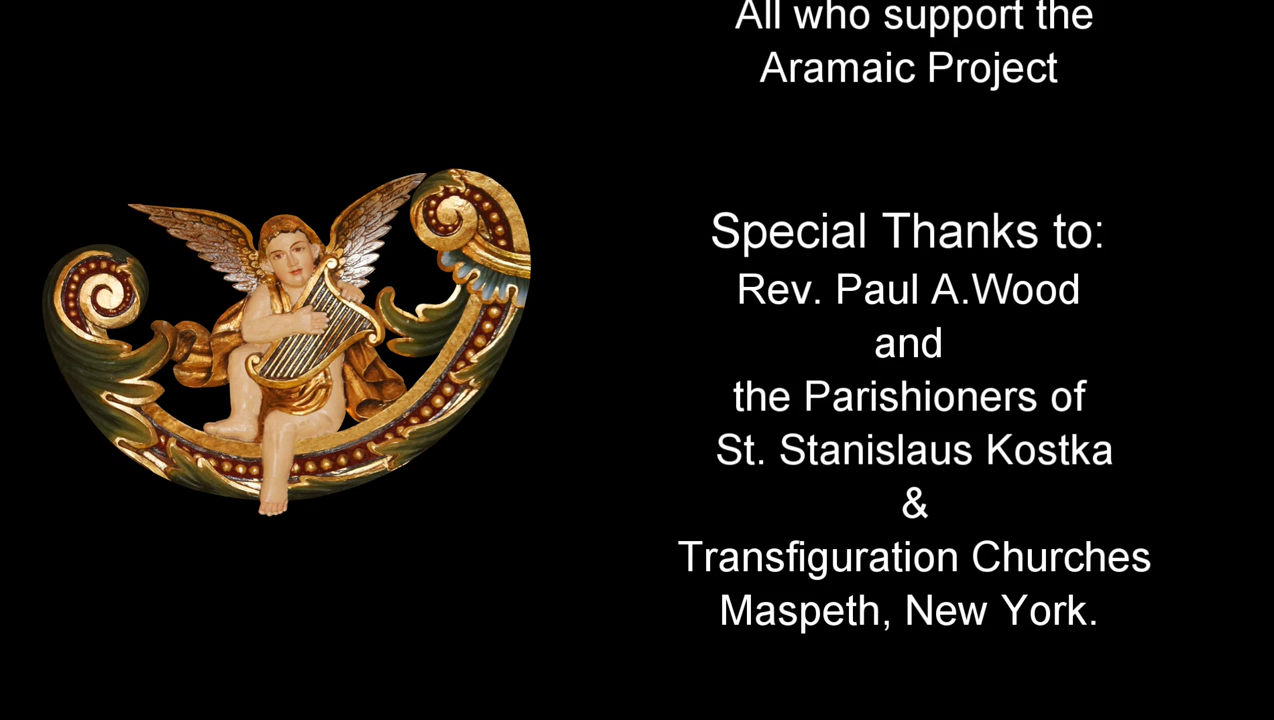 All who support the
Aramaic Project
Special Thanks to:
Rev. Paul A.Wood
and
the Parishioners of
St. Stanislaus Kostka
&
Transfiguration Churches
Maspeth, New York.